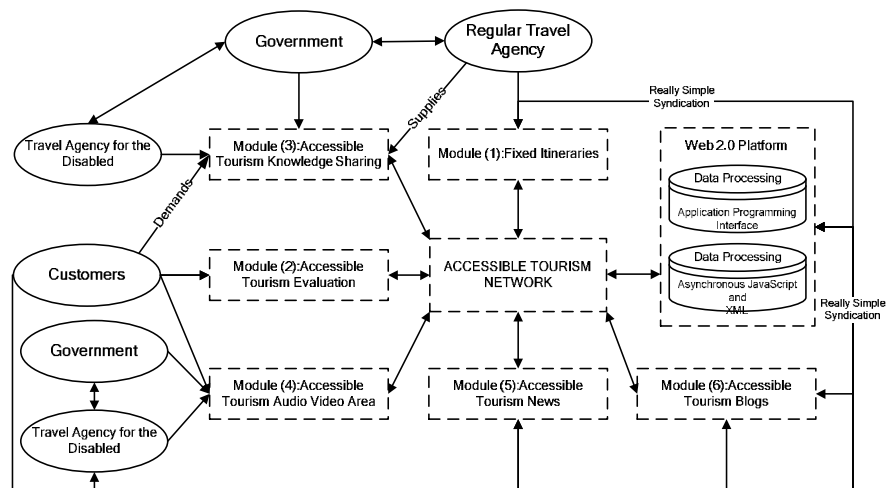 Government
Regular Travel
Agency
Really Simple
Syndication
Supplies
Travel Agency for the
Disabled
Module (3):Accessible
Tourism Knowledge Sharing
Module (1):Fixed Itineraries
Web 2.0 Platform
Data Processing
Application Programming
Interface
Demands
Customers
Module (2):Accessible
Tourism Evaluation
ACCESSIBLE TOURISM
NETWORK
Data Processing
Asynchronous JavaScript
and
XML
Really Simple
Syndication
Government
Module (4):Accessible
Tourism Audio Video Area
Module (5):Accessible
Tourism News
Module (6):Accessible
Tourism Blogs
Travel Agency for the
Disabled